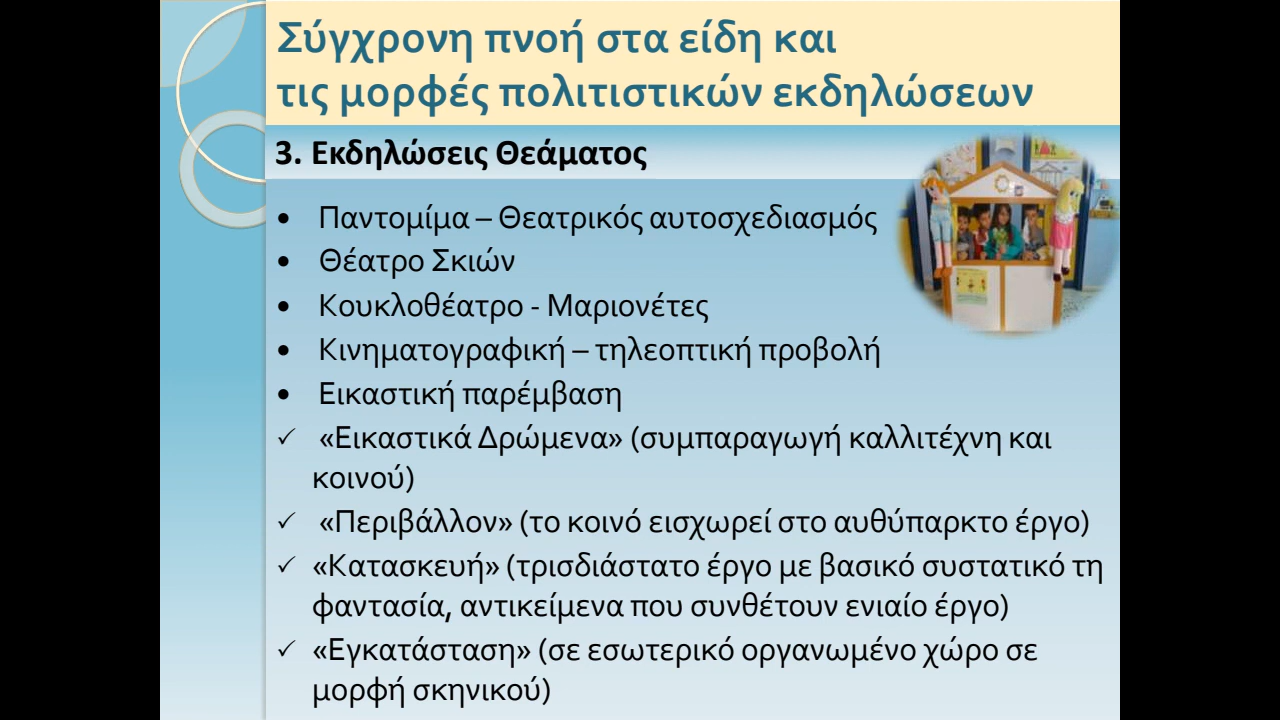 Σύγχρονη πνοή στα είδη και
τις μορφές πολιτιστικών εκδηλώσεων
3. Εκδηλώσεις Θεάματος
• Παντομίμα – Θεατρικός αυτοσχεδιασμός
• Θέατρο Σκιών
• Κουκλοθέατρο - Μαριονέτες
• Κινηματογραφική – τηλεοπτική προβολή
• Εικαστική παρέμβαση
✓ «Εικαστικά Δρώμενα» (συμπαραγωγή καλλιτέχνη και
κοινού)
✓ «Περιβάλλον» (το κοινό εισχωρεί στο αυθύπαρκτο έργο)
✓ «Κατασκευή» (τρισδιάστατο έργο με βασικό συστατικό τη
φαντασία, αντικείμενα που συνθέτουν ενιαίο έργο)
✓ «Εγκατάσταση» (σε εσωτερικό οργανωμένο χώρο σε
μορφή σκηνικού)